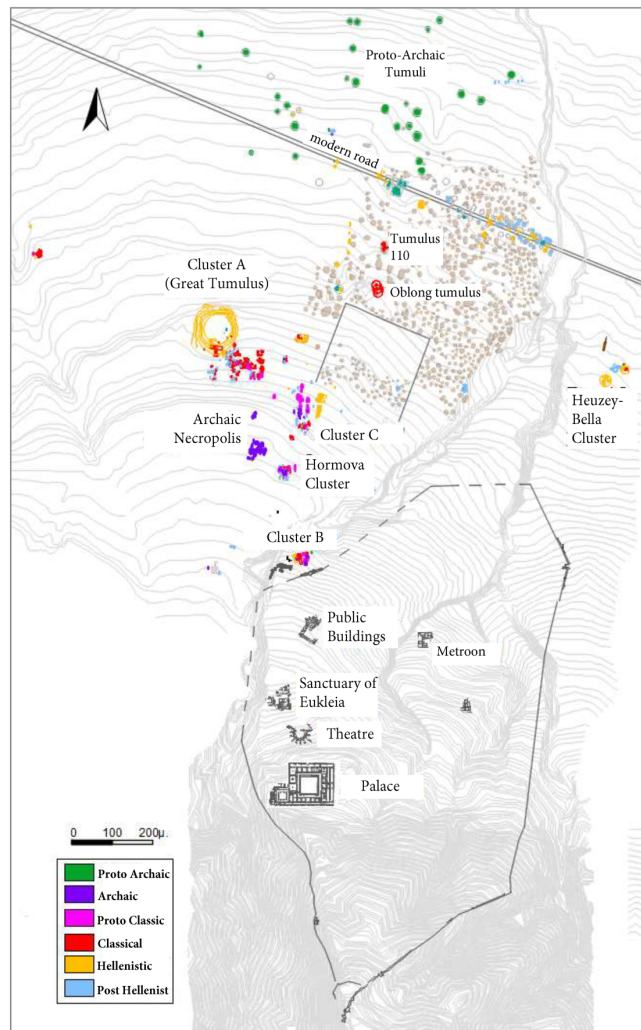 Proto-Archaic
Tumuli
modern road
Tumulus
110
Cluster A
(Great Tumulus)
Oblong tumulus
Heuzey-
Bella
Cluster
Archaic
Necropolis
Cluster C
Hormova
Cluster
Cluster B
Public
Buildings
Metroon
Sanctuary of
Eukleia
Theatre
Palace
0 100 200μ.
Proto Archaic
Archaic
Proto Classic
Classical
Hellenistic
Post Hellenist